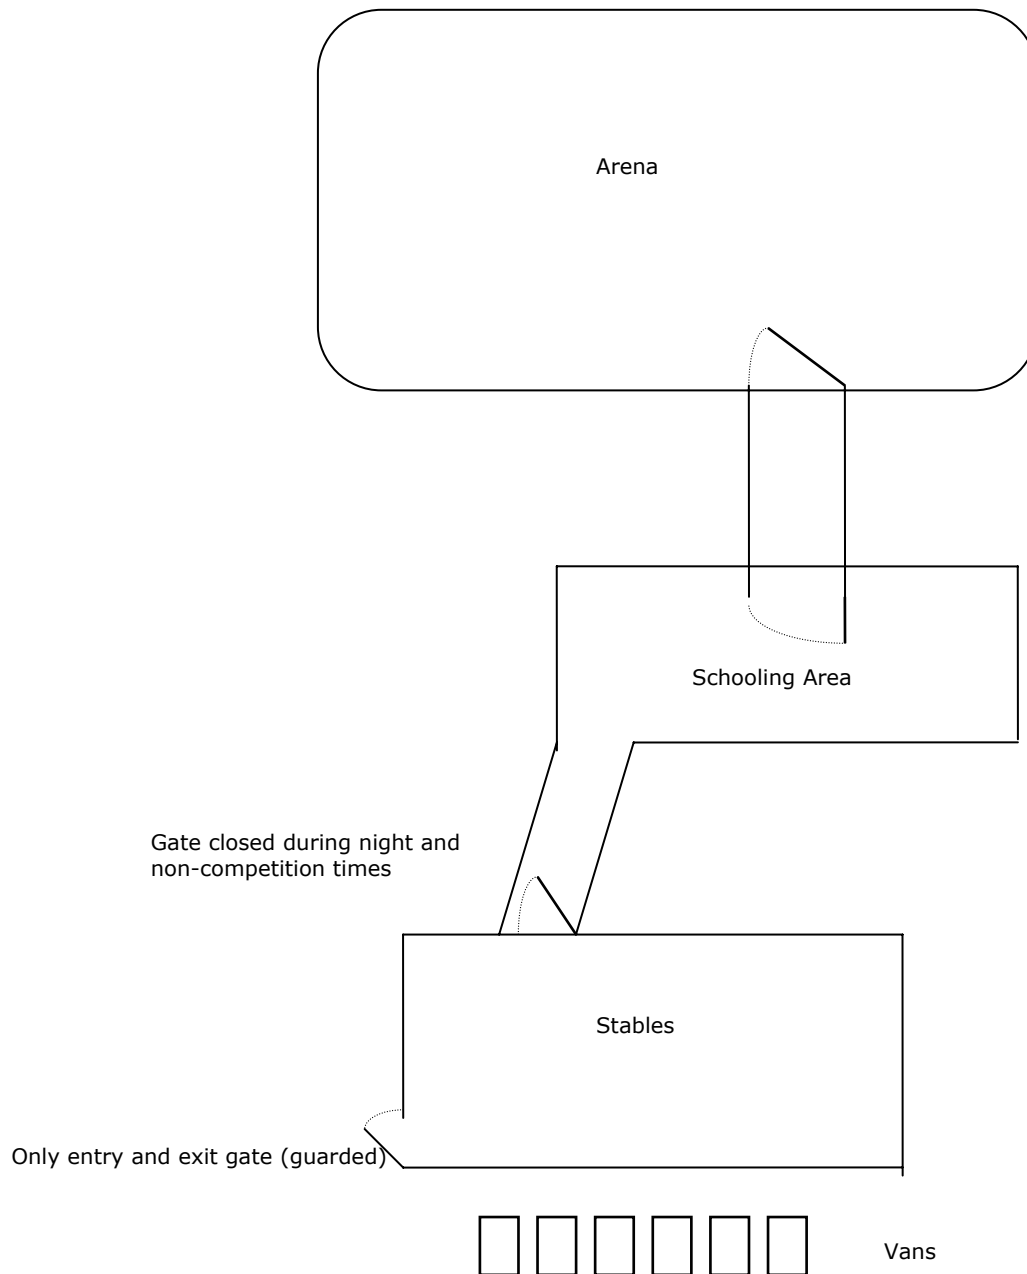 Arena
Schooling Area
Gate closed during night and
non-competition times
Stables
Only entry and exit gate (guarded)
Vans